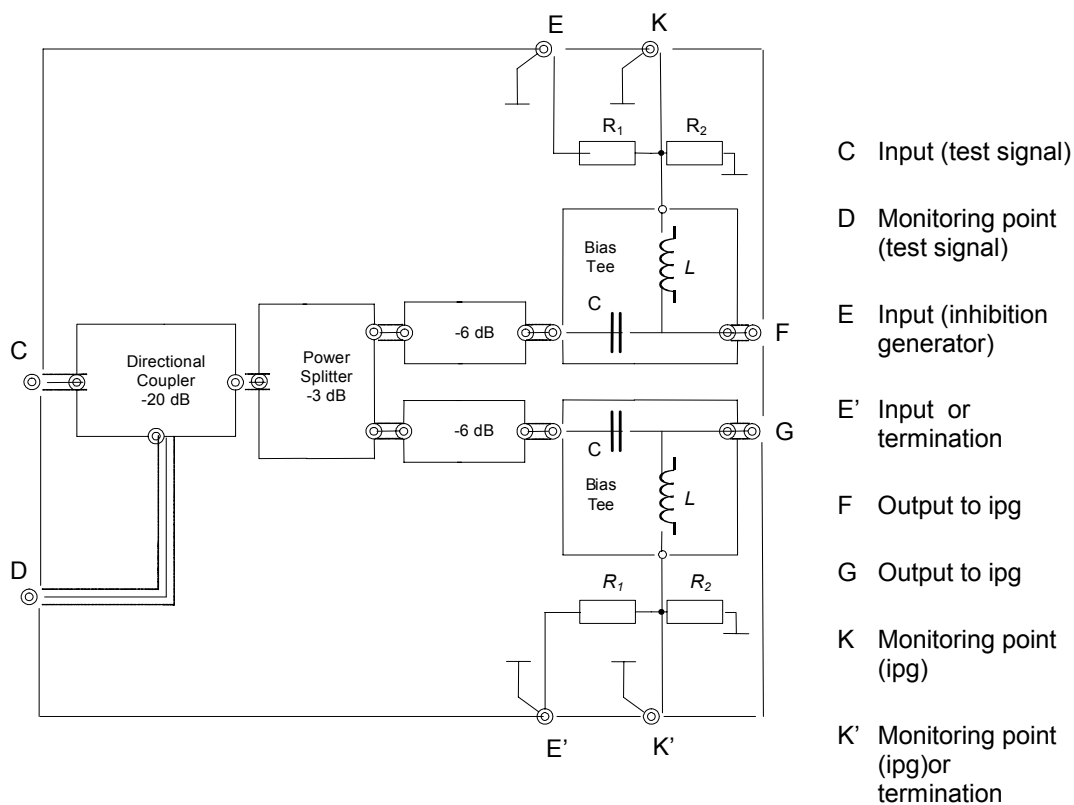 E
K
R1
R2
Bias
Tee
L
C
-6 dB
F
C
Directional
Coupler
-20 dB
Power
Splitter
-3 dB
-6 dB
C
G
Bias
Tee
L
D
R1
R2
E’
K’
C Input (test signal)
D Monitoring point
(test signal)
E Input (inhibition
generator)
E’ Input or
termination
F Output to ipg
G Output to ipg
K Monitoring point
(ipg)
K’ Monitoring point
(ipg)or
termination